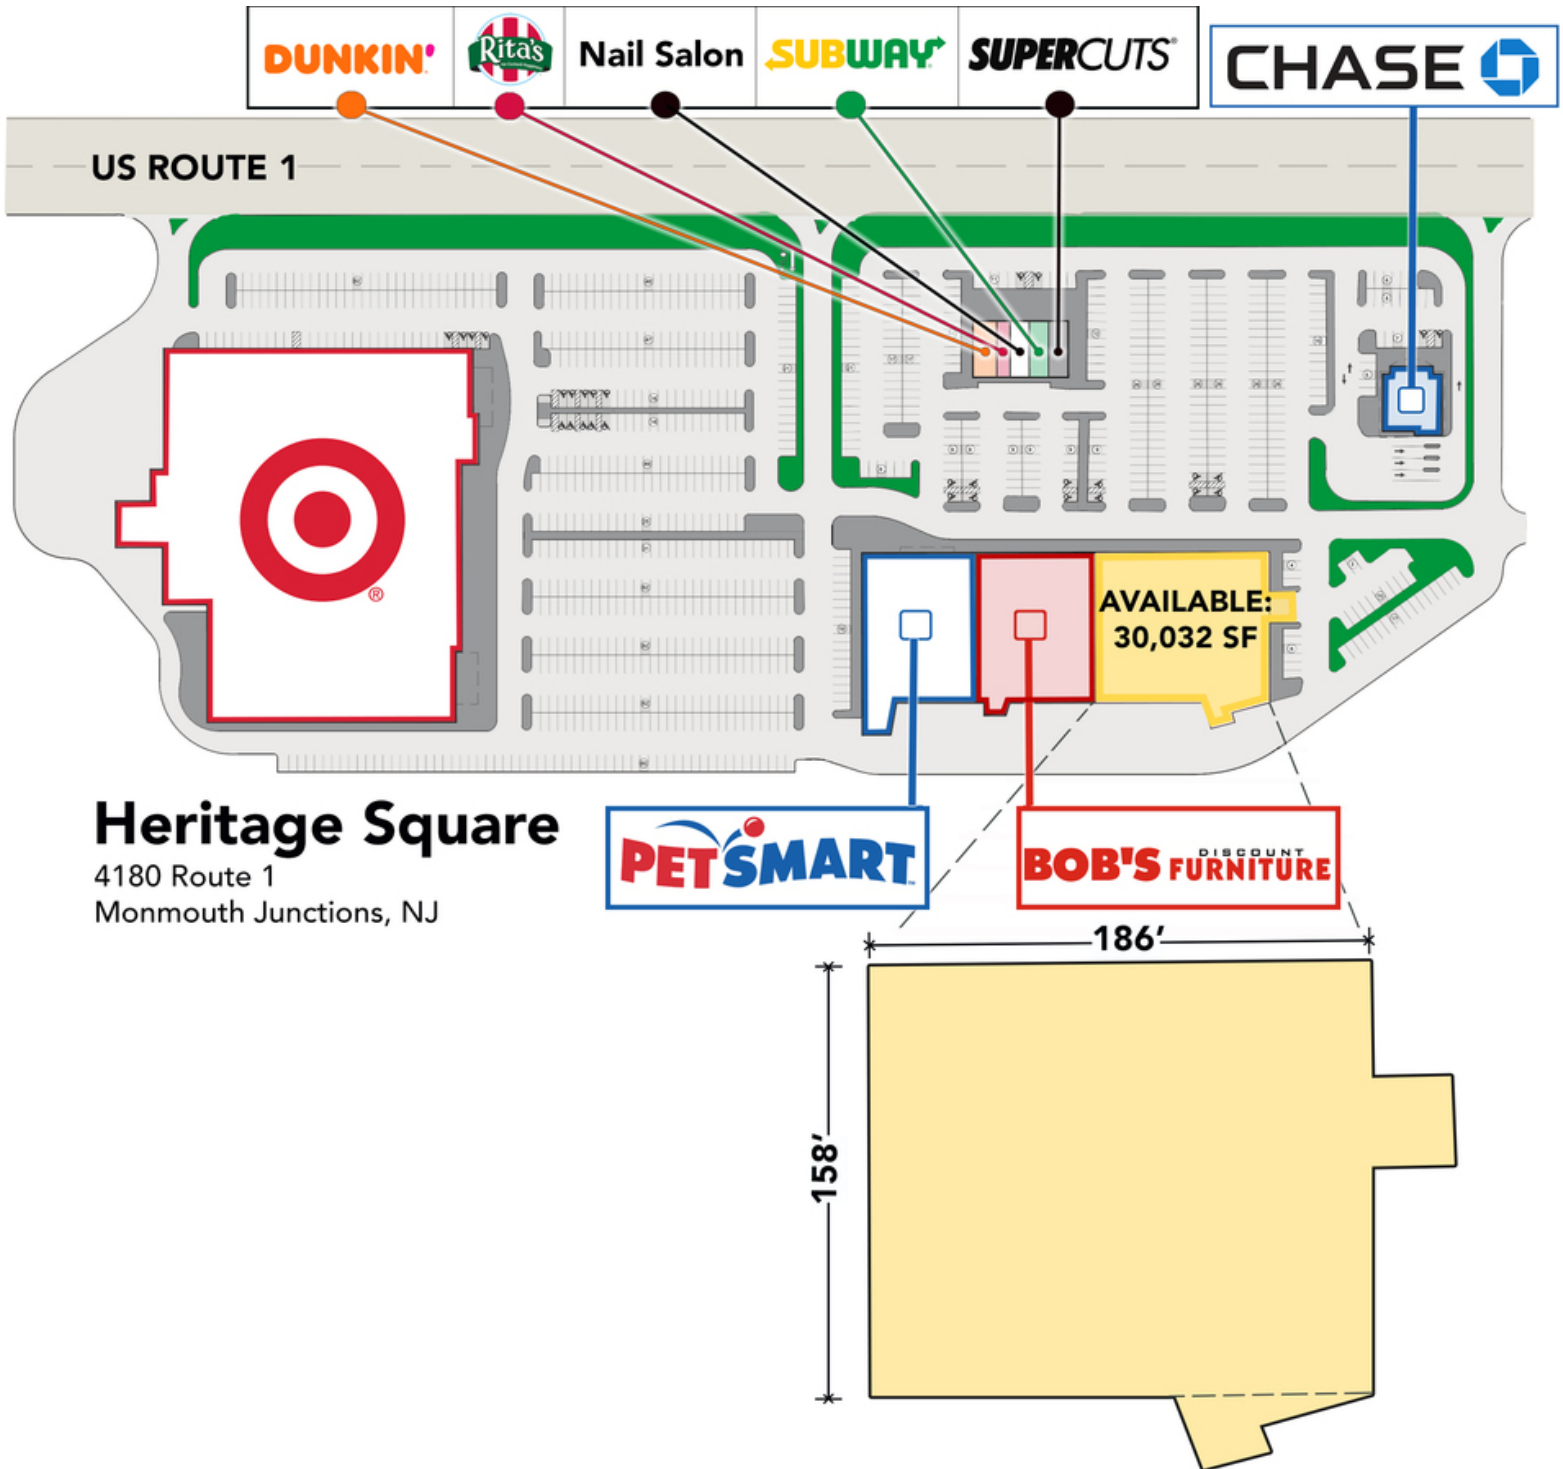 DUNKIN'
Rita's
Nail Salon
SUBWAY
SUPERCUTS®
CHASE
US ROUTE 1
®
AVAILABLE:
30,032 SF
Heritage Square
4180 Route 1
Monmouth Junctions, NJ
PETSMART
BOB'S DISCOUNT FURNITURE
186’
158’